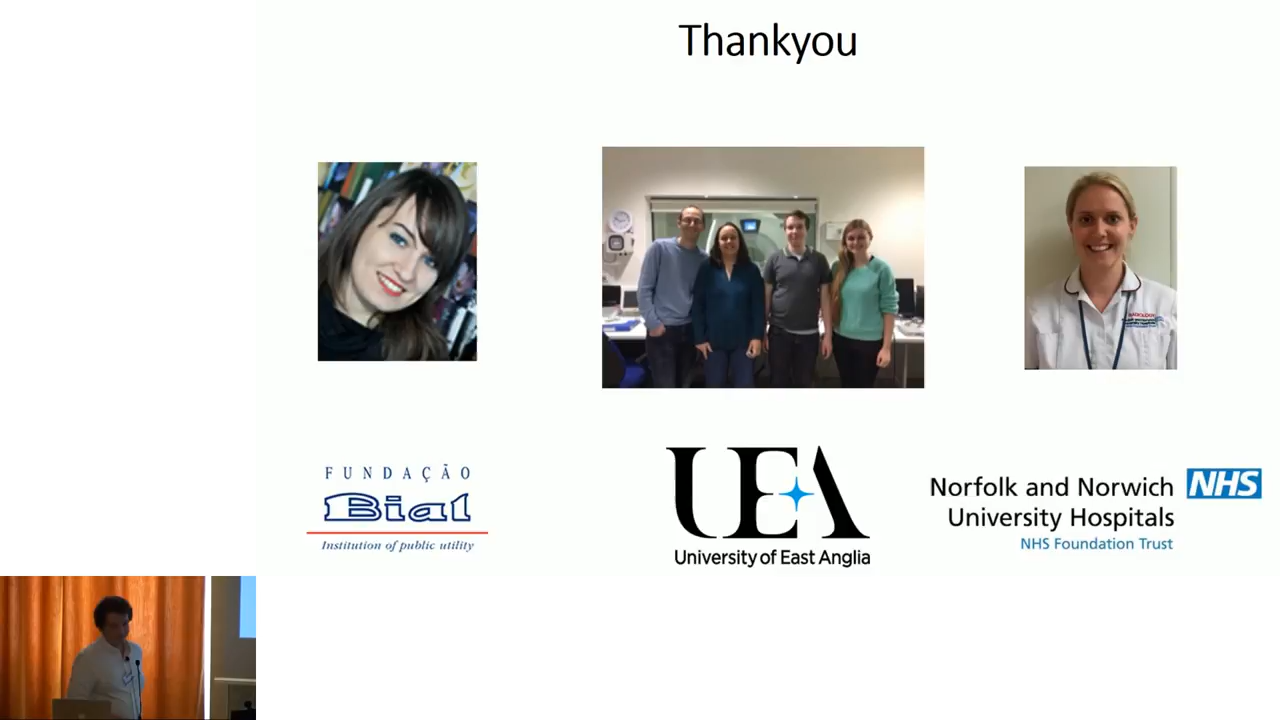 Thankyou
FUNDAÇÃO
Bial
Institution of public utility
UEA
University of East Anglia
Norfolk and Norwich NHS
University Hospitals
NHS Foundation Trust
RADIOLOGY